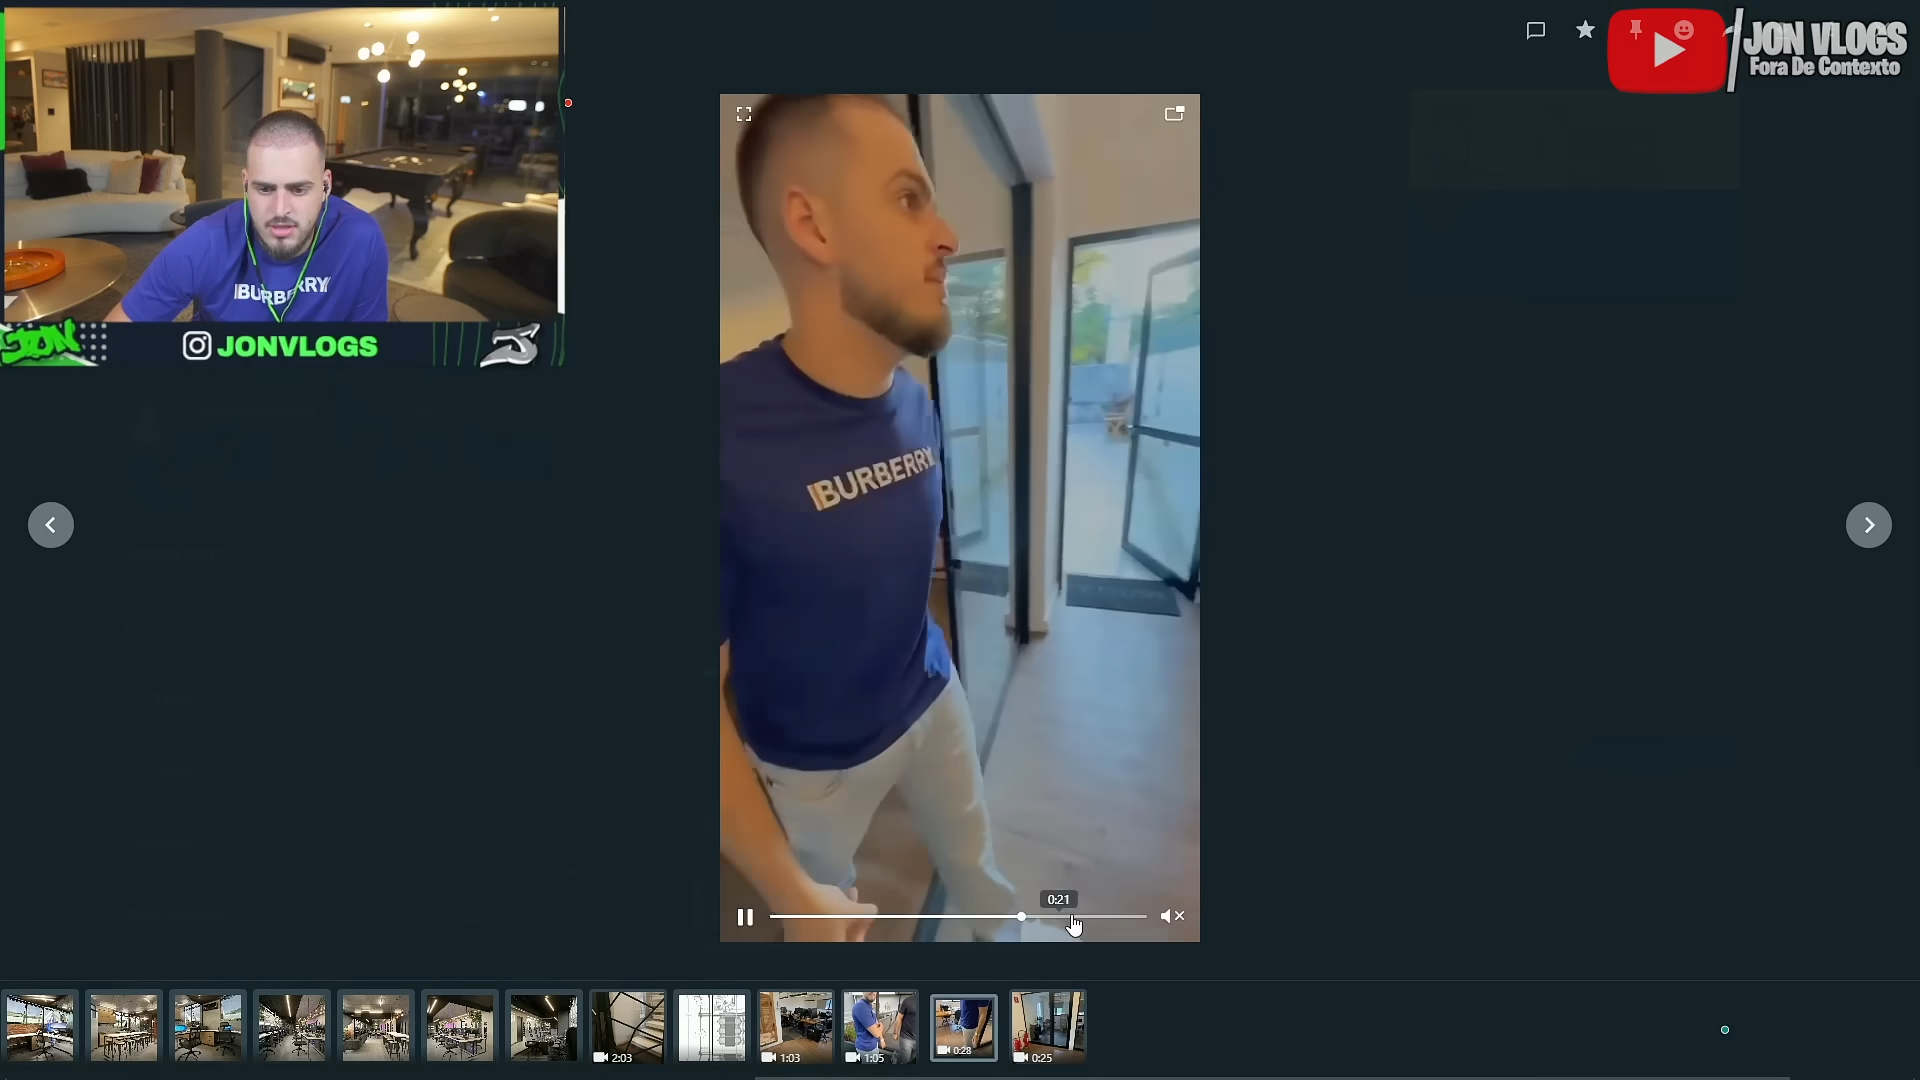 JON VLOGS
Fora De Contexto
BURBERRY
JON
JONVLOGS
BURBERRY
0:21
2:03
1:03
1:05
0:28
0:25